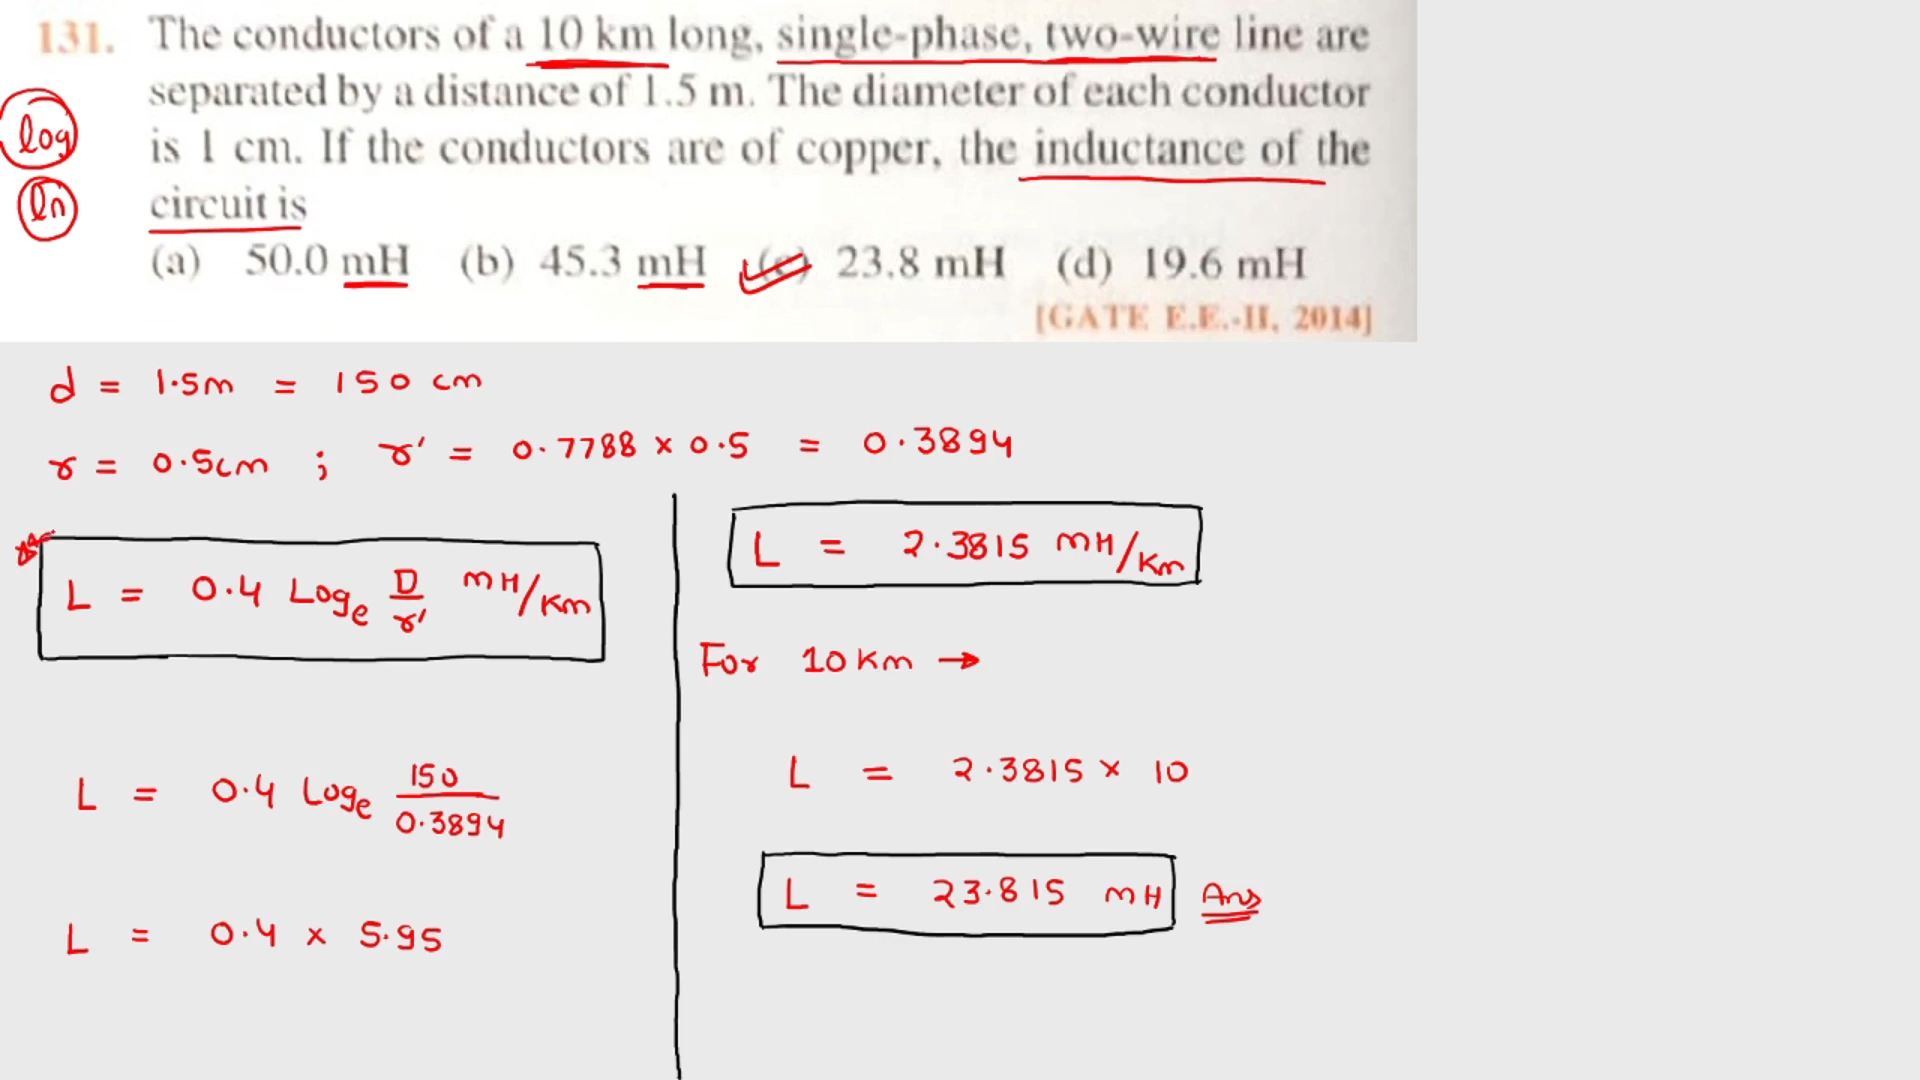 131. The conductors of a 10 km long, single-phase, two-wire line are
separated by a distance of 1.5 m. The diameter of each conductor
is 1 cm. If the conductors are of copper, the inductance of the
circuit is
(a) 50.0 mH (b) 45.3 mH (c) 23.8 mH (d) 19.6 mH
[GATE E.E.-II, 2014]
log
ln
d = 1.5m = 150 cm
r = 0.5cm ; r' = 0.7788 × 0.5 = 0.3894
L = 0.4 Loge D/r' mH/Km
L = 0.4 Loge 150/0.3894
L = 0.4 × 5.95
L = 2.3815 mH/Km
For 10 Km →
L = 2.3815 × 10
L = 23.815 mH Ans